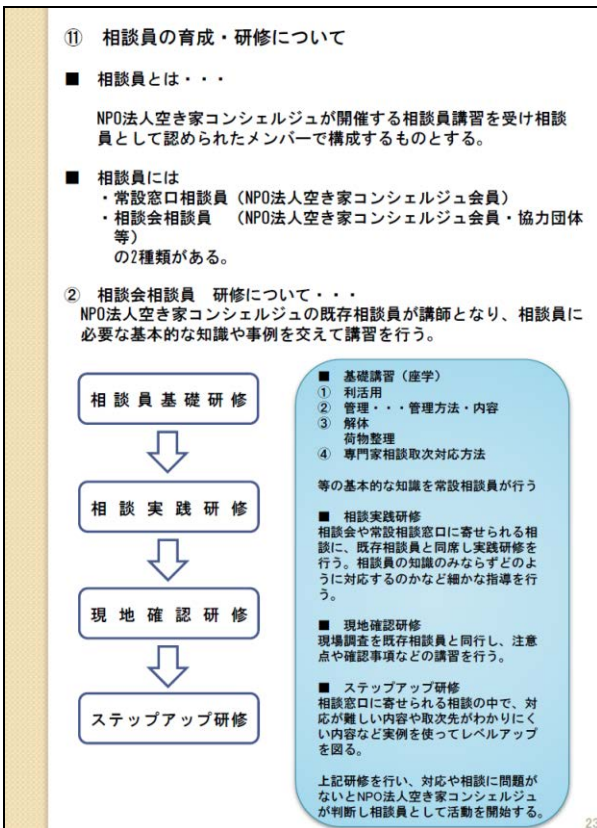 ⑪　相談員の育成・研修について
■　相談員とは・・・
NPO法人空き家コンシェルジュが開催する相談員講習を受け相談
員として認められたメンバーで構成するものとする。
■　相談員には
・常設窓口相談員（NPO法人空き家コンシェルジュ会員）
・相談会相談員　（NPO法人空き家コンシェルジュ会員・協力団体
等）
の2種類がある。
②　相談会相談員　研修について・・・
NPO法人空き家コンシェルジュの既存相談員が講師となり、相談員に
必要な基本的な知識や事例を交えて講習を行う。
相談員基礎研修
相談実践研修
現地確認研修
ステップアップ研修
■　基礎講習（座学）
①　利活用
②　管理・・・管理方法・内容
③　解体
荷物整理
④　専門家相談取次対応方法
等の基本的な知識を常設相談員が行う
■　相談実践研修
相談会や常設相談窓口に寄せられる相
談に、既存相談員と同席し実践研修を
行う。相談員の知識のみならずどのよ
うに対応するのかなど細かな指導を行
う。
■　現地確認研修
現場調査を既存相談員と同行し、注意
点や確認事項などの講習を行う。
■　ステップアップ研修
相談窓口に寄せられる相談の中で、対
応が難しい内容や取次先がわかりにく
い内容など実例を使ってレベルアップ
を図る。
上記研修を行い、対応や相談に問題が
ないとNPO法人空き家コンシェルジュ
が判断し相談員として活動を開始する。
23